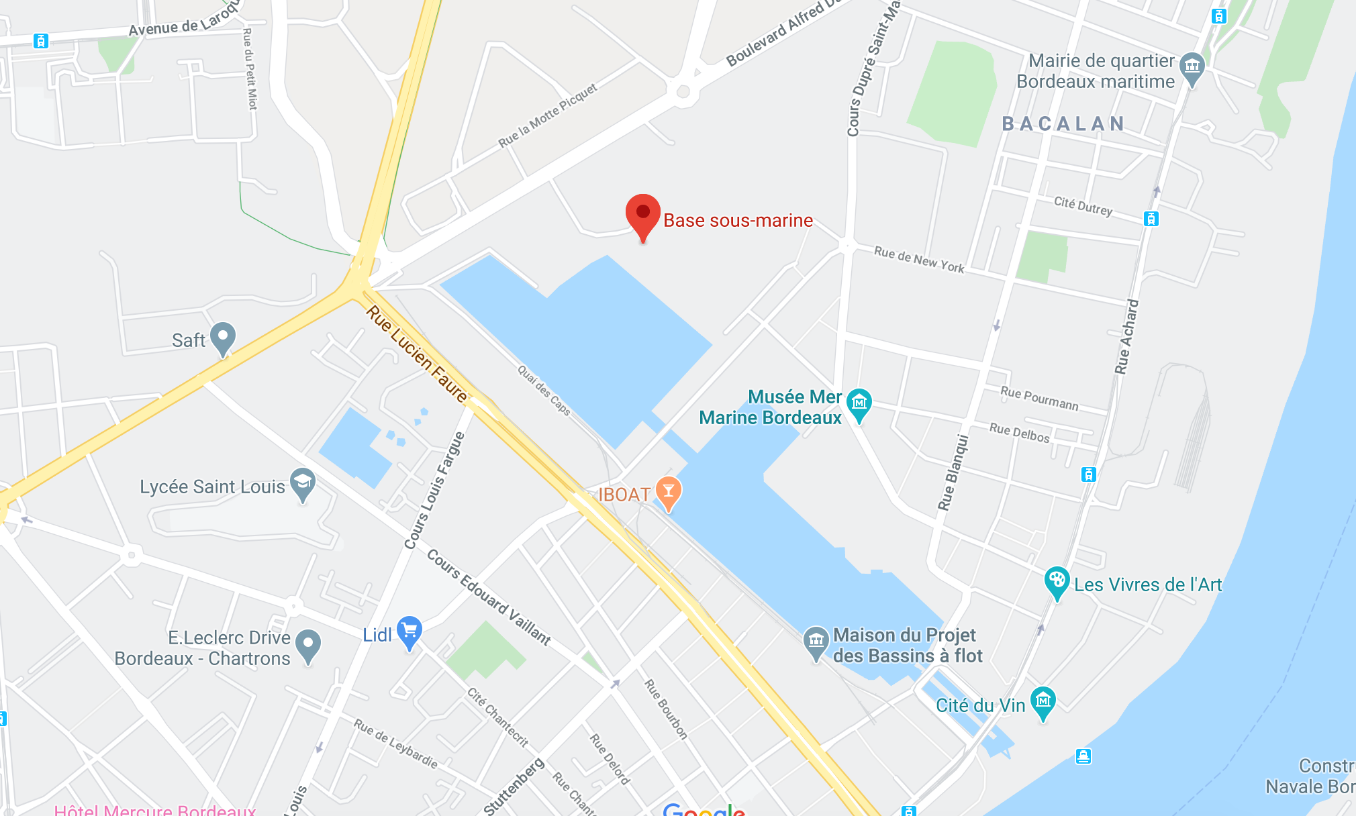 Avenue de Laroqu
Boulevard Alfred D
Cours Dupré Saint-Ma
Mairie de quartier
Bordeaux maritime
Rue du Petit Miot
Rue la Motte Picquet
BACALAN
Cité Dutrey
Base sous-marine
Rue de New York
Saft
Rue Lucien Faure
Rue Achard
Quai des Caps
Musée Mer
Marine Bordeaux
Rue Pourmann
Rue Delbos
Rue Blanqui
Lycée Saint Louis
IBOAT
Cours Louis Fargue
Cours Edouard Vaillant
Les Vivres de l'Art
Lidl
E.Leclerc Drive
Bordeaux - Chartrons
Maison du Projet
des Bassins à flot
Cité du Vin
Cité Chantecrit
Rue Bourbon
Rue de Leybardie
Rue Delord
Stuttenberg
Rue Chante
Louis
Constr
Navale Bor
Hôtel Mercure Bordeaux
Google